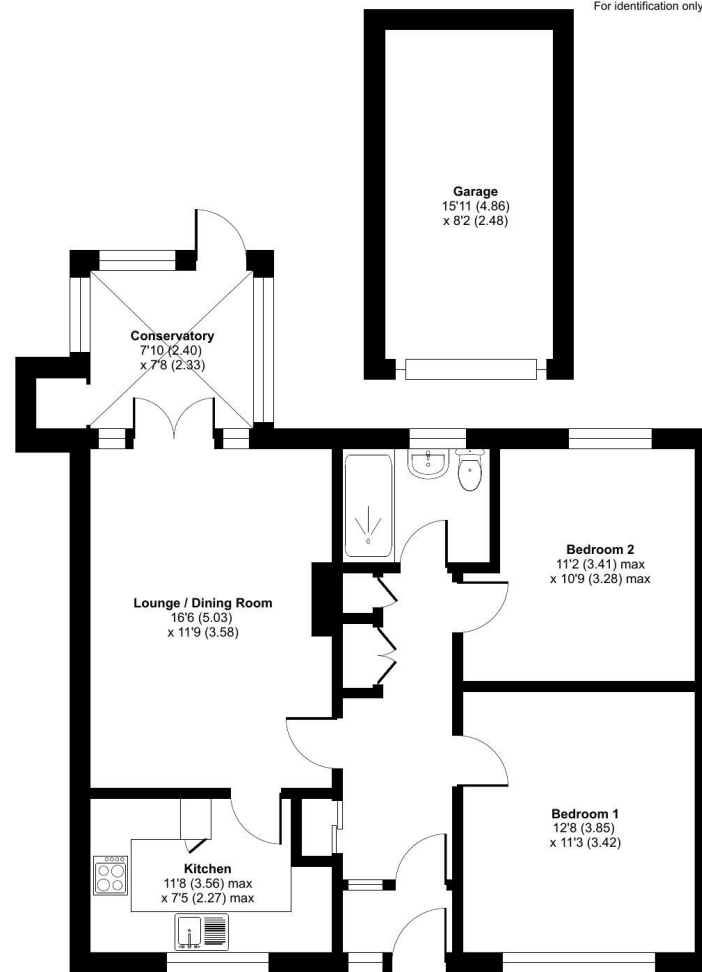 For identification only
Garage
15'11 (4.86)
x 8'2 (2.48)
Conservatory
7'10 (2.40)
x 7'8 (2.33)
Bedroom 2
11'2 (3.41) max
x 10'9 (3.28) max
Lounge / Dining Room
16'6 (5.03)
x 11'9 (3.58)
Bedroom 1
12'8 (3.85)
x 11'3 (3.42)
Kitchen
11'8 (3.56) max
x 7'5 (2.27) max